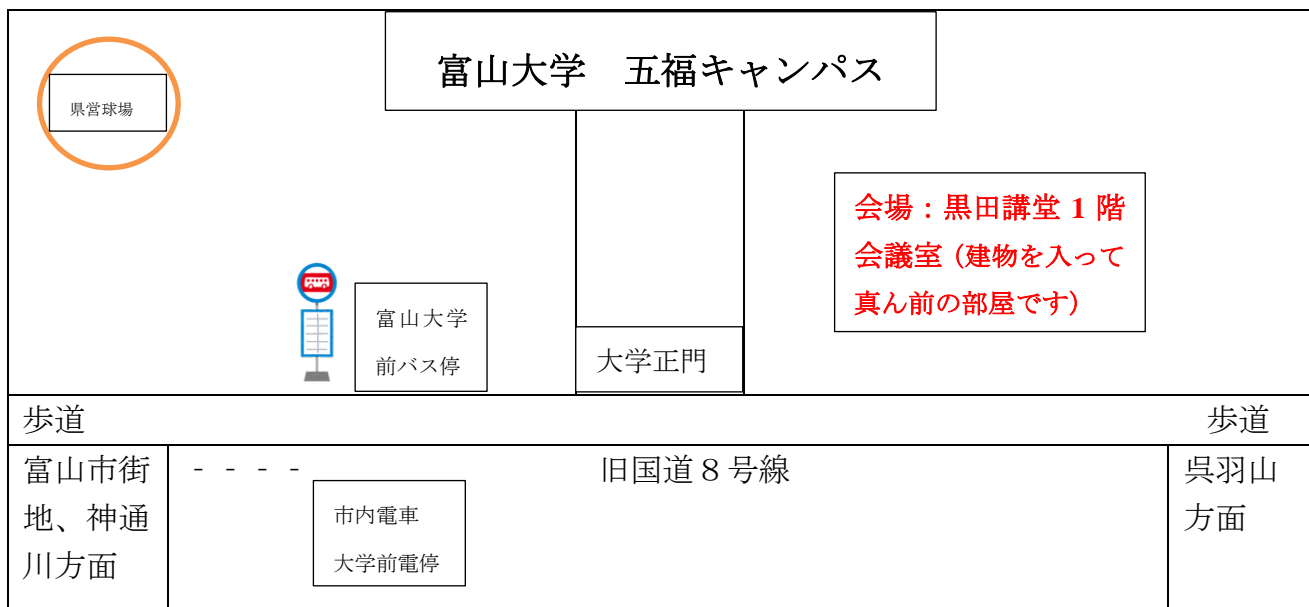 富山大学　五福キャンパス
県営球場
会場：黒田講堂 1 階
会議室（建物を入って
真ん前の部屋です）
富山大学
前バス停
大学正門
歩道
歩道
富山市街
地、神通
川方面
- - - -
旧国道８号線
市内電車
大学前電停
呉羽山
方面